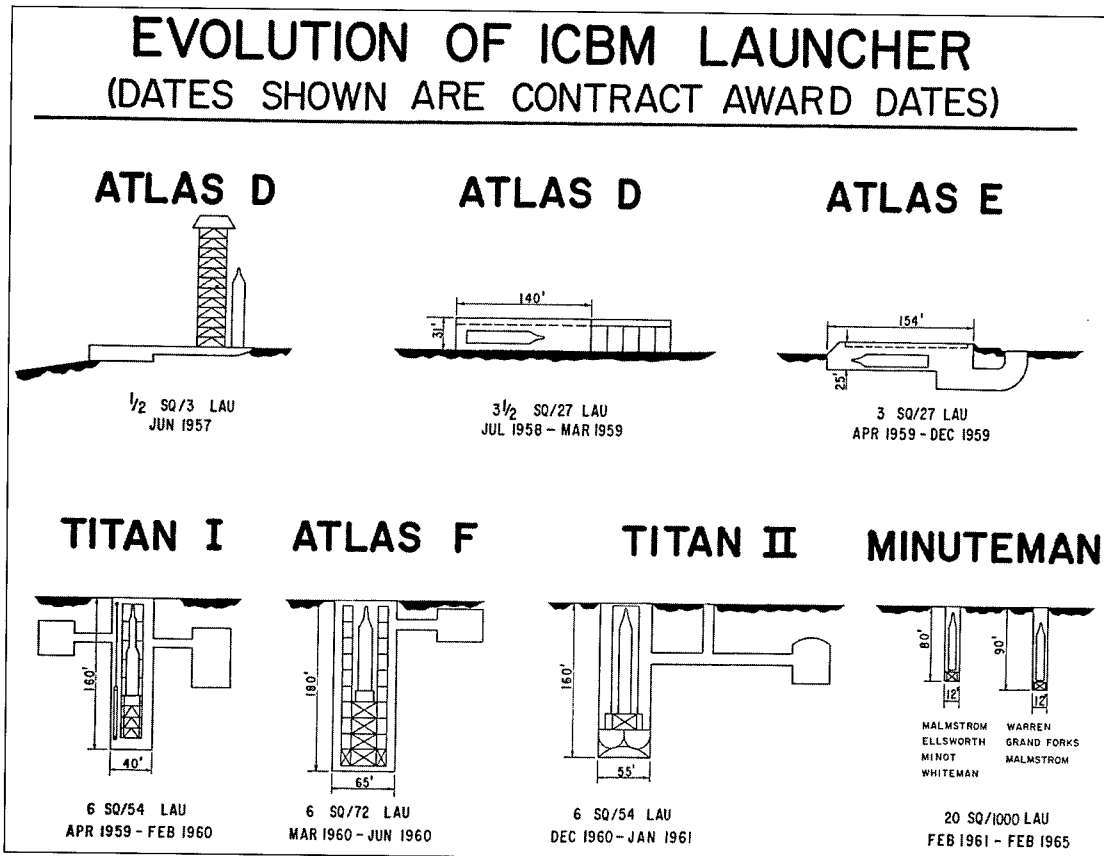 EVOLUTION OF ICBM LAUNCHER
(DATES SHOWN ARE CONTRACT AWARD DATES)
ATLAS D
1/2 SQ/3 LAU
JUN 1957
ATLAS D
140'
31'
3 1/2 SQ/27 LAU
JUL 1958 - MAR 1959
ATLAS E
154'
25'
3 SQ/27 LAU
APR 1959 - DEC 1959
TITAN I
160'
40'
6 SQ/54 LAU
APR 1959 - FEB 1960
ATLAS F
180'
65'
6 SQ/72 LAU
MAR 1960 - JUN 1960
TITAN II
160'
55'
6 SQ/54 LAU
DEC 1960 - JAN 1961
MINUTEMAN
80'
12'
MALMSTROM
ELLSWORTH
MINOT
WHITEMAN
90'
12'
WARREN
GRAND FORKS
MALMSTROM
20 SQ/1000 LAU
FEB 1961 - FEB 1965